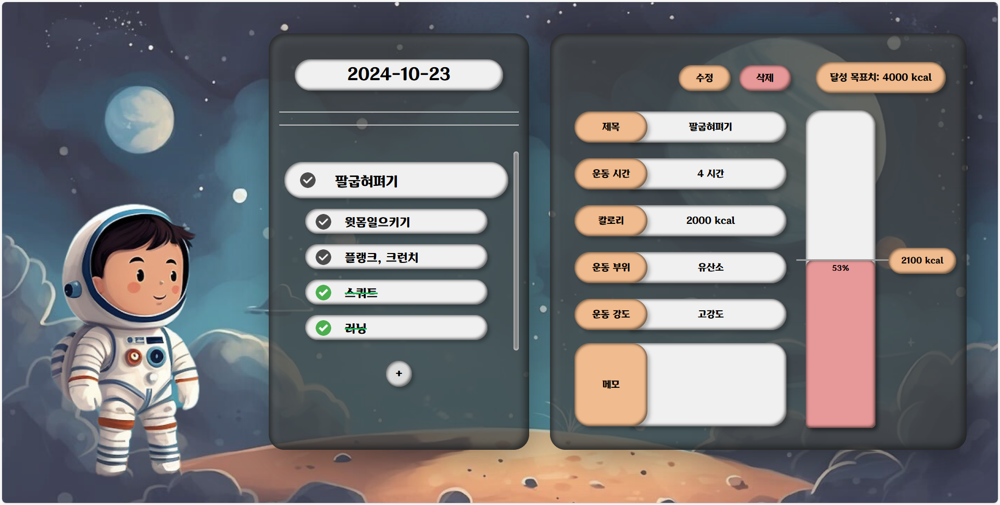 2024-10-23
팔굽혀펴기
윗몸일으키기
플랭크, 크런치
스쿼트
러닝
+
수정
삭제
달성 목표치: 4000 kcal
제목
팔굽혀펴기
운동 시간
4 시간
칼로리
2000 kcal
운동 부위
유산소
운동 강도
고강도
메모
2100 kcal
53%